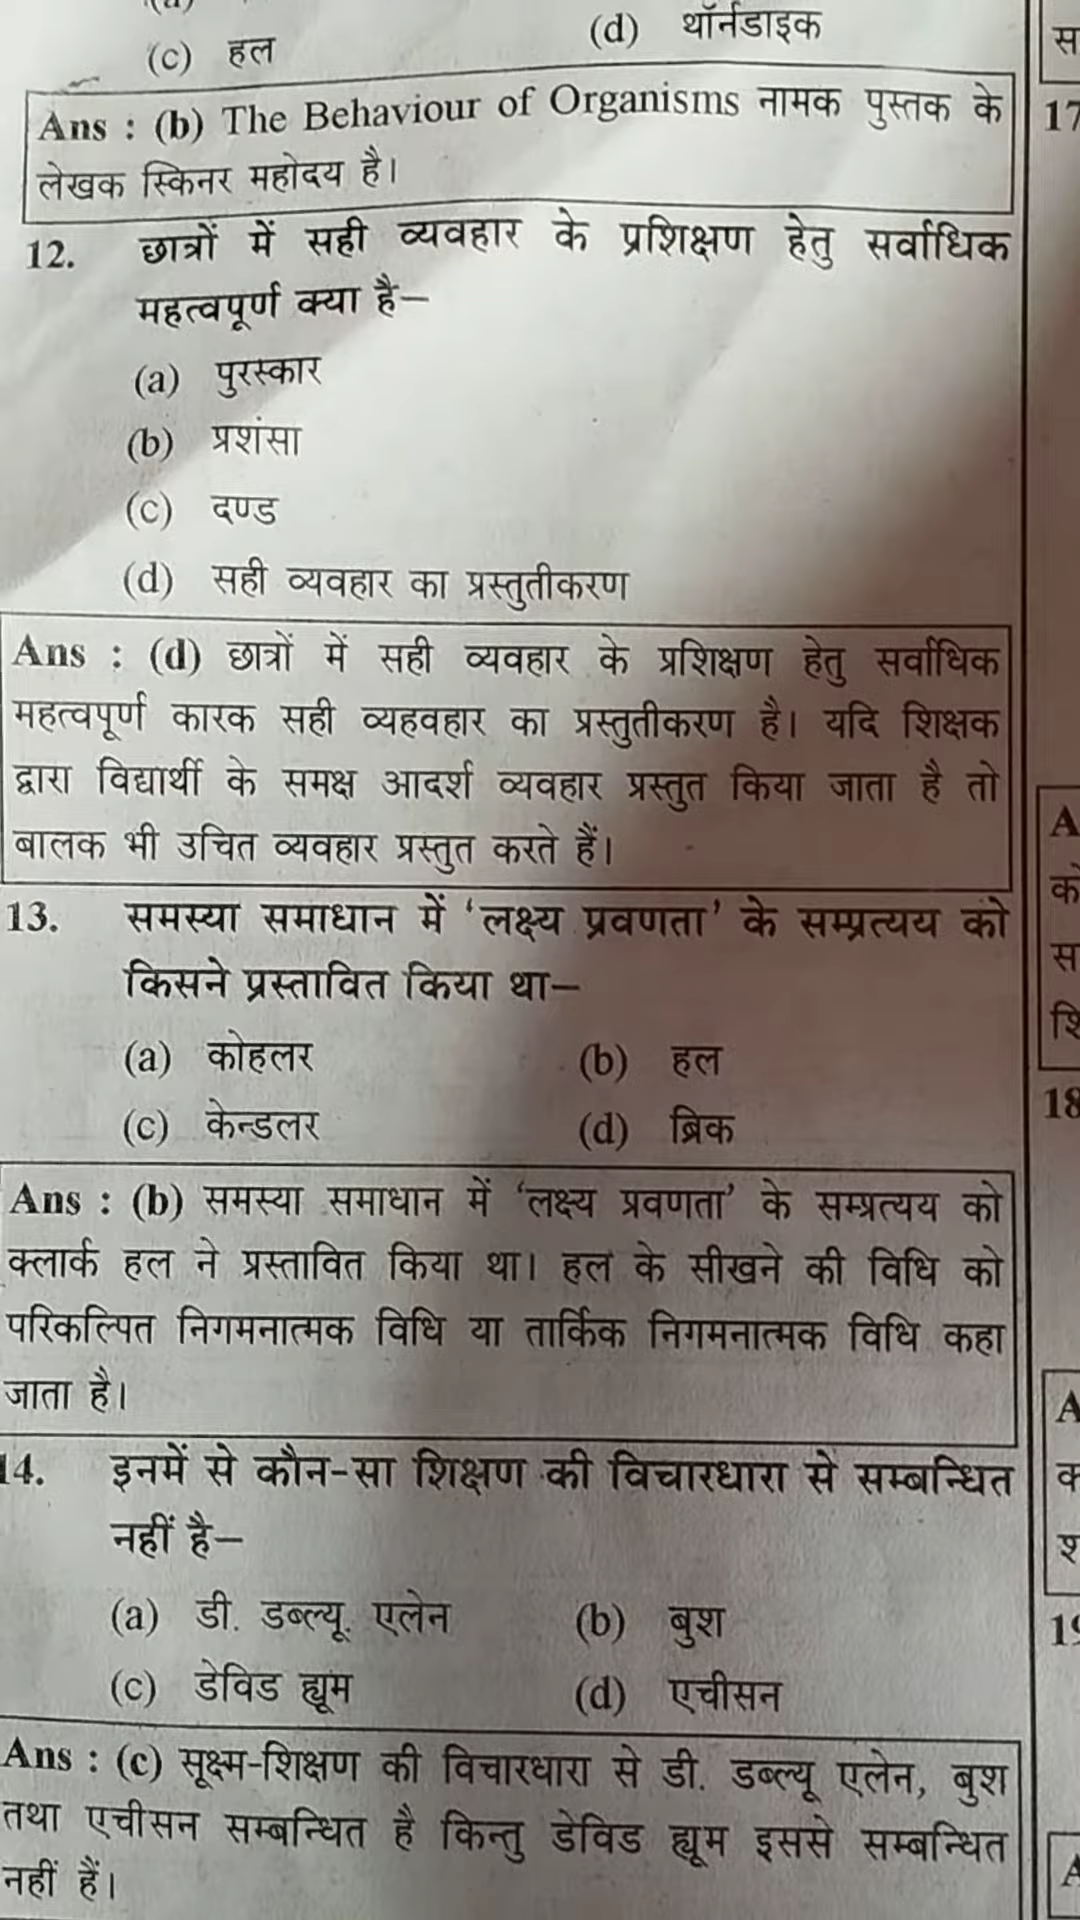 (c) हल
(d) थॉर्नडाइक
Ans : (b) The Behaviour of Organisms नामक पुस्तक के
लेखक स्किनर महोदय है।
12. छात्रों में सही व्यवहार के प्रशिक्षण हेतु सर्वाधिक
महत्वपूर्ण क्या है–
(a) पुरस्कार
(b) प्रशंसा
(c) दण्ड
(d) सही व्यवहार का प्रस्तुतीकरण
Ans : (d) छात्रों में सही व्यवहार के प्रशिक्षण हेतु सर्वाधिक
महत्वपूर्ण कारक सही व्यहवहार का प्रस्तुतीकरण है। यदि शिक्षक
द्वारा विद्यार्थी के समक्ष आदर्श व्यवहार प्रस्तुत किया जाता है तो
बालक भी उचित व्यवहार प्रस्तुत करते हैं।
13. समस्या समाधान में ‘लक्ष्य प्रवणता’ के सम्प्रत्यय को
किसने प्रस्तावित किया था–
(a) कोहलर (b) हल
(c) केन्डलर (d) ब्रिक
Ans : (b) समस्या समाधान में ‘लक्ष्य प्रवणता’ के सम्प्रत्यय को
क्लार्क हल ने प्रस्तावित किया था। हल के सीखने की विधि को
परिकल्पित निगमनात्मक विधि या तार्किक निगमनात्मक विधि कहा
जाता है।
14. इनमें से कौन-सा शिक्षण की विचारधारा से सम्बन्धित
नहीं है–
(a) डी. डब्ल्यू. एलेन (b) बुश
(c) डेविड ह्यूम (d) एचीसन
Ans : (c) सूक्ष्म-शिक्षण की विचारधारा से डी. डब्ल्यू एलेन, बुश
तथा एचीसन सम्बन्धित है किन्तु डेविड ह्यूम इससे सम्बन्धित
नहीं हैं।
17
18